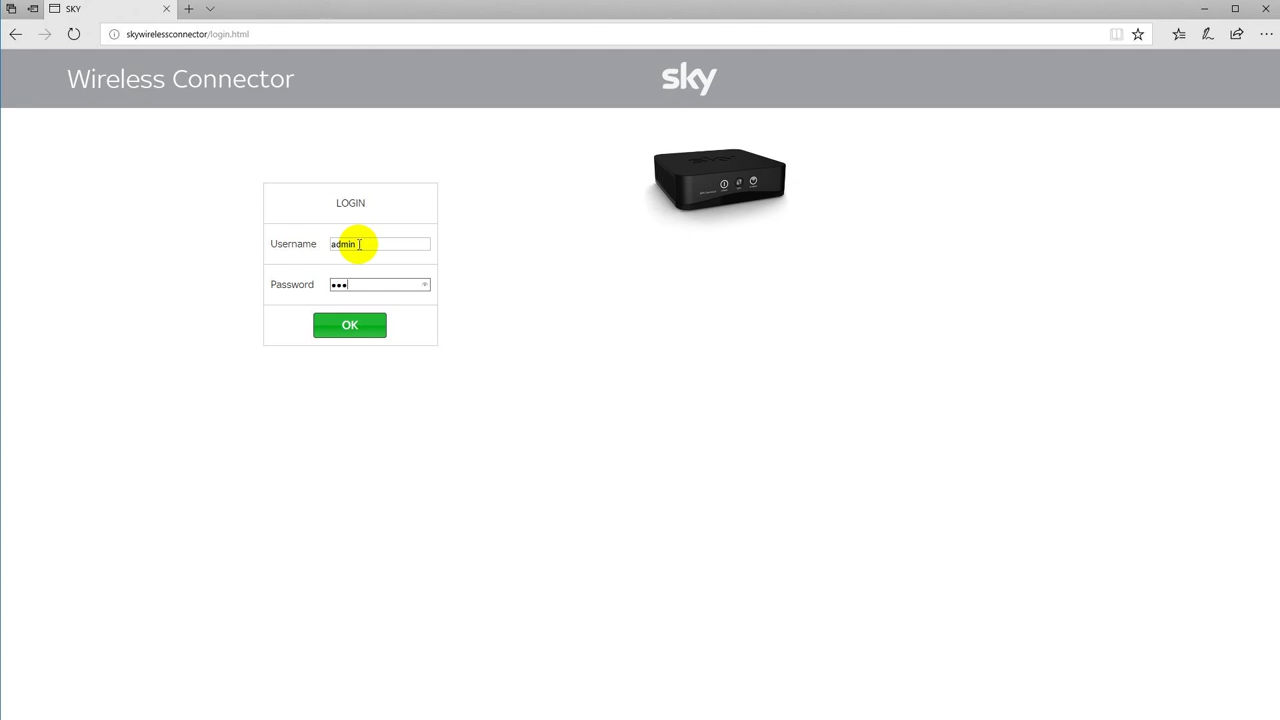 SKY
skywirelessconnector/login.html
Wireless Connector
sky
LOGIN
Username admin
Password •••
OK